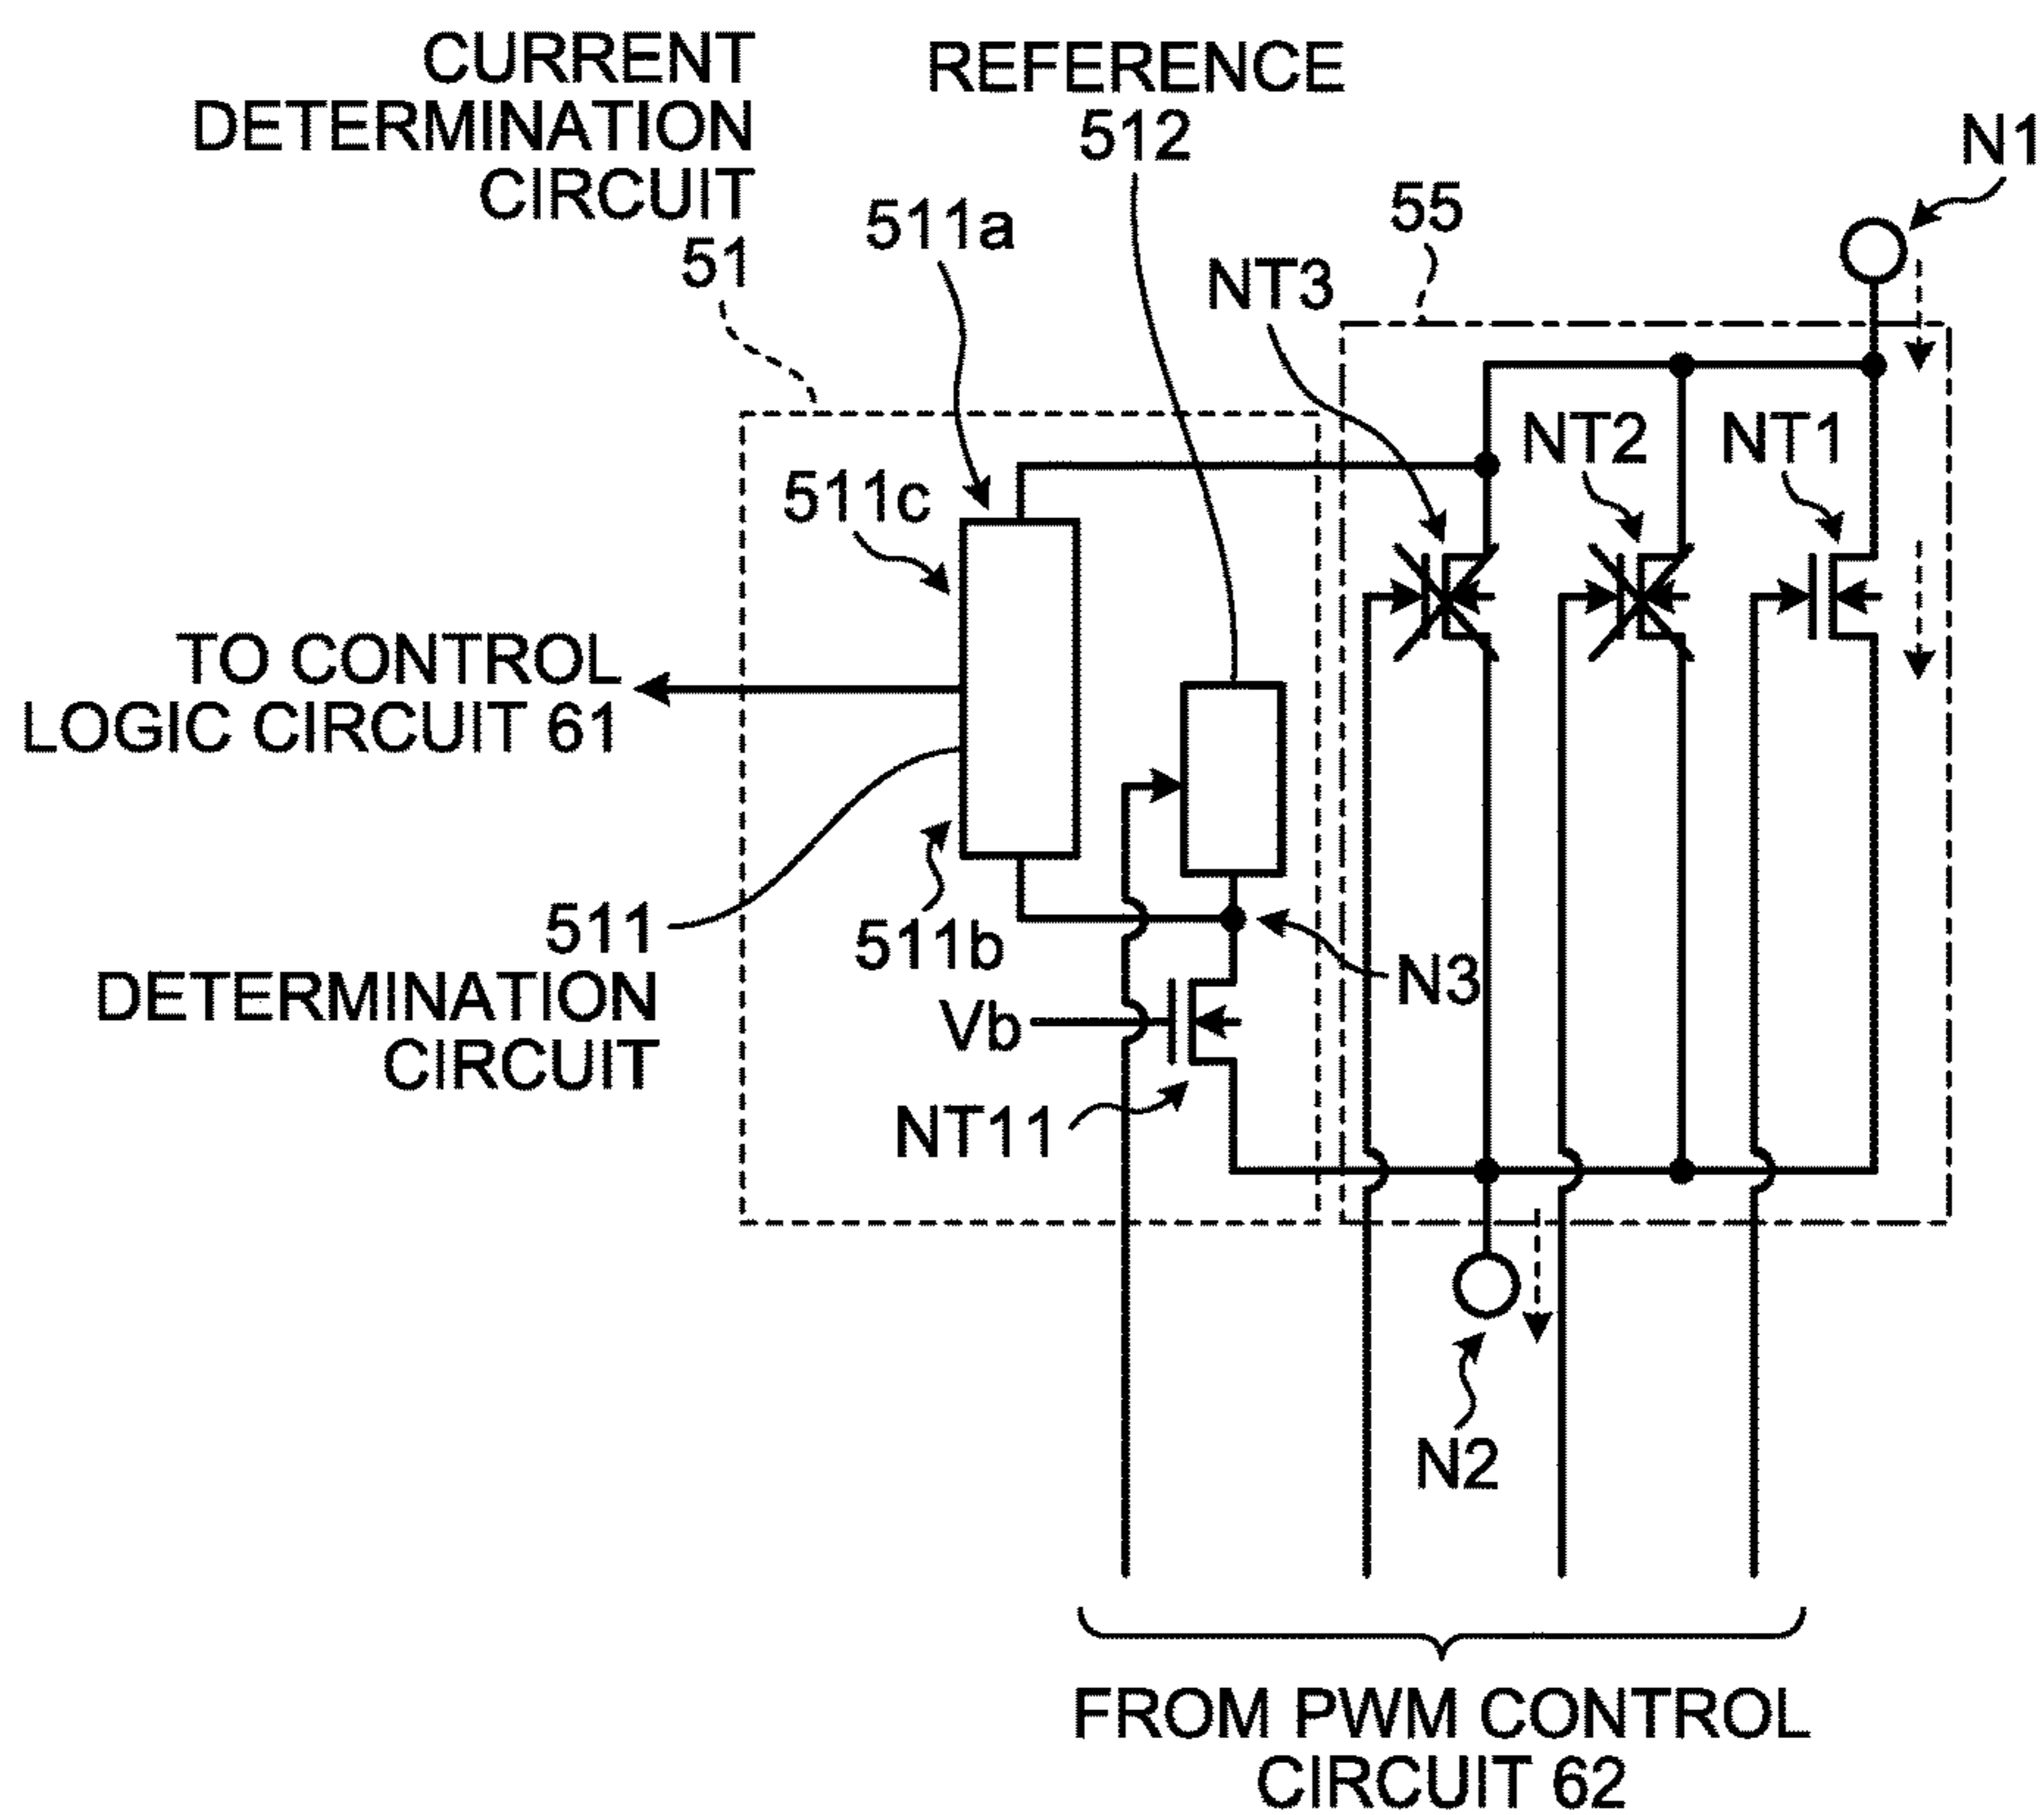 CURRENT
DETERMINATION
CIRCUIT
51
REFERENCE
512
N1
511a
55
NT3
511c
NT2
NT1
TO CONTROL
LOGIC CIRCUIT 61
511
DETERMINATION
CIRCUIT
511b
N3
Vb
NT11
N2
FROM PWM CONTROL
CIRCUIT 62